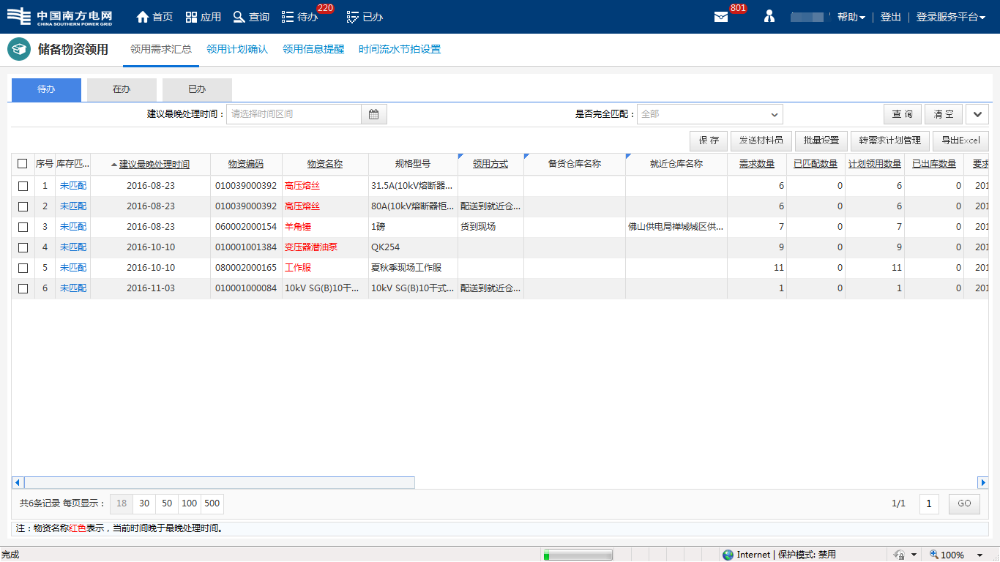 中国南方电网 首页 应用 查询 待办 220 已办 801 帮助 登出 登录服务平台
CHINA SOUTHERN POWER GRID
储备物资领用 领用需求汇总 领用计划确认 领用信息提醒 时间流水节拍设置
待办 在办 已办
建议最晚处理时间： 请选择时间区间 是否完全匹配： 全部 查 询 清 空
保 存 发送材料员 批量设置 转需求计划管理 导出Excel
序号 库存匹... 建议最晚处理时间 物资编码 物资名称 规格型号 领用方式 备货仓库名称 就近仓库名称 需求数量 已匹配数量 计划领用数量 已出库数量 要求
1 未匹配 2016-08-23 010039000392 高压熔丝 31.5A(10kV熔断器... 6 0 6 0 201
2 未匹配 2016-08-23 010039000392 高压熔丝 80A(10kV熔断器柜... 配送到就近仓... 6 0 6 0 201
3 未匹配 2016-08-23 060002000154 羊角锤 1磅 货到现场 佛山供电局禅城城区供... 7 0 7 0 201
4 未匹配 2016-10-10 010001001384 变压器潜油泵 QK254 9 0 9 0 201
5 未匹配 2016-10-10 080002000165 工作服 夏秋季现场工作服 11 0 11 0 201
6 未匹配 2016-11-03 010001000084 10kV SG(B)10干... 10kV SG(B)10干式... 配送到就近仓... 1 0 1 0 201
共6条记录 每页显示： 18 30 50 100 500 1/1 1 GO
注：物资名称红色表示，当前时间晚于最晚处理时间。
完成 Internet | 保护模式: 禁用 100%